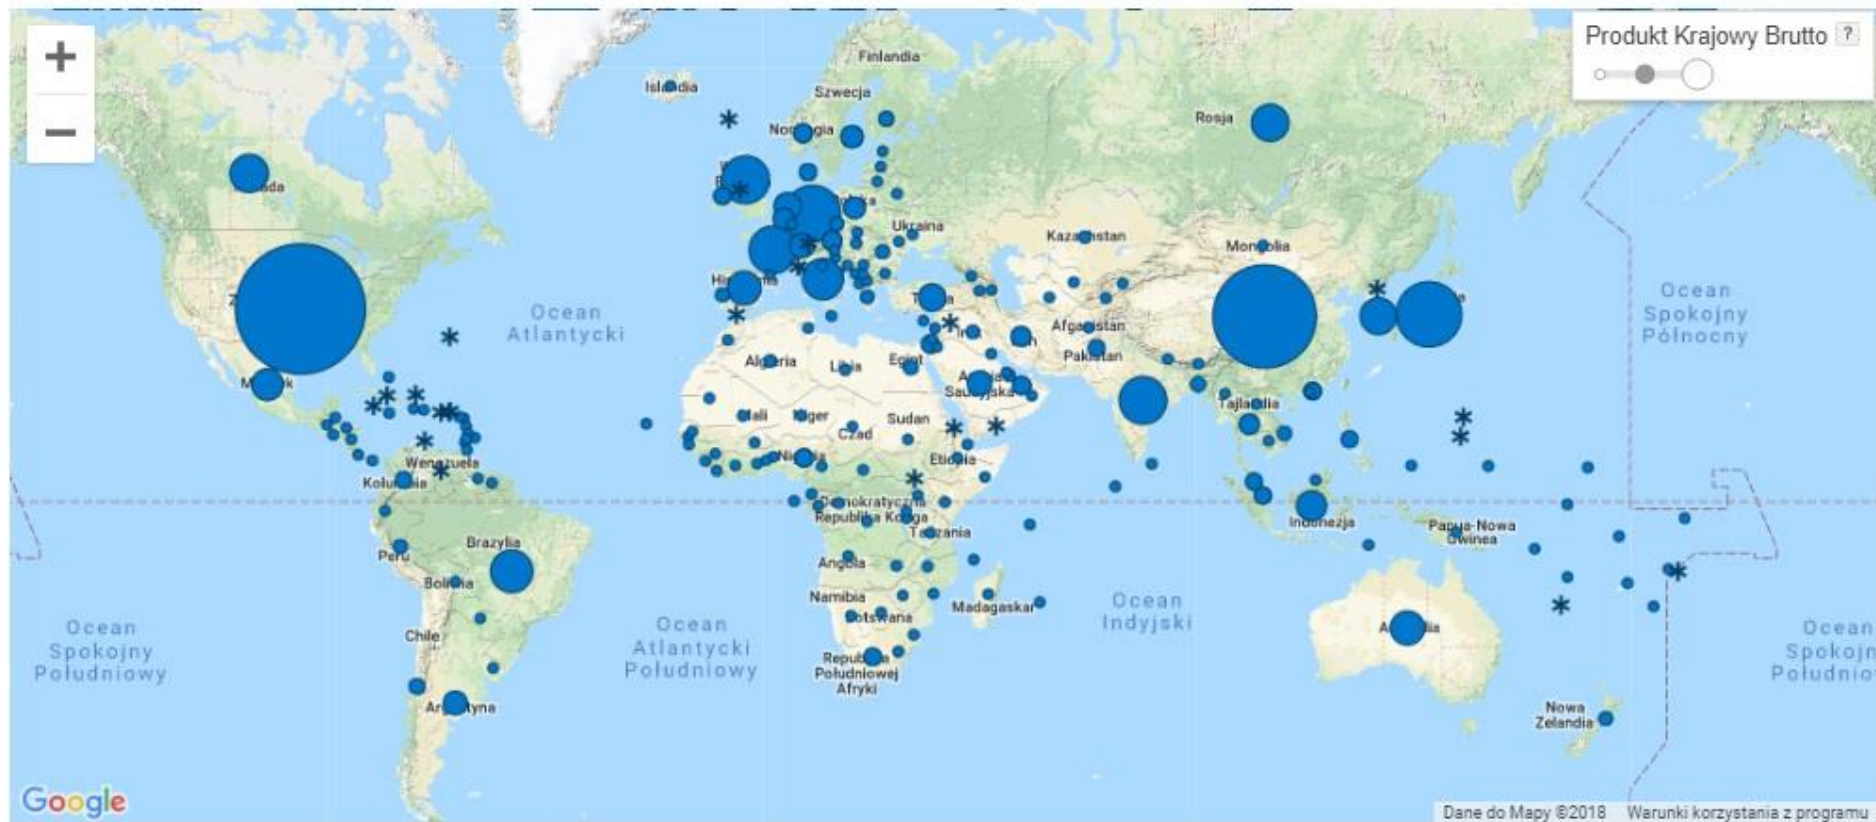 +
−
Produkt Krajowy Brutto ?
Finlandia
Islandia
Szwecja
Norwegia
Rosja
Ukraina
Kazachstan
Mongolia
Ocean
Atlantycki
Ocean
Spokojny
Północny
Afganistan
Pakistan
Algieria
Libia
Egipt
Saudyjska
Mali
Niger
Sudan
Czad
Tajlandia
Nigeria
Etiopia
Wenezuela
Kolumbia
Demokratyczna
Republika Konga
Tanzania
Indonezja
Papua-Nowa
Gwinea
Brazylia
Peru
Boliwia
Angola
Namibia
Botswana
Madagaskar
Ocean
Indyjski
Ocean
Spokojny
Południowy
Chile
Ocean
Atlantycki
Południowy
Republika
Południowej
Afryki
Argentyna
Nowa
Zelandia
Google
Dane do Mapy ©2018 Warunki korzystania z programu